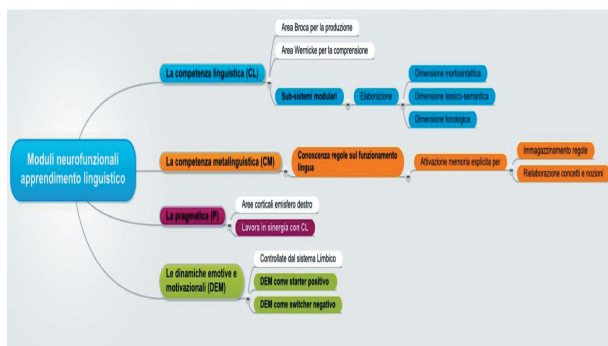 Moduli neurofunzionali
apprendimento linguistico
La competenza linguistica (CL)
Area Broca per la produzione
Area Wernicke per la comprensione
Sub-sistemi modulari
Elaborazione
Dimensione morfosintattica
Dimensione lessico-semantica
Dimensione fonologica
La competenza metalinguistica (CM)
Conoscenza regole sul funzionamento
lingua
Attivazione memoria esplicita per
Immagazzinamento regole
Rielaborazione concetti e nozioni
La pragmatica (P)
Aree corticali emisfero destro
Lavora in sinergia con CL
Le dinamiche emotive e
motivazionali (DEM)
Controllate dal sistema Limbico
DEM come starter positivo
DEM come switcher negativo